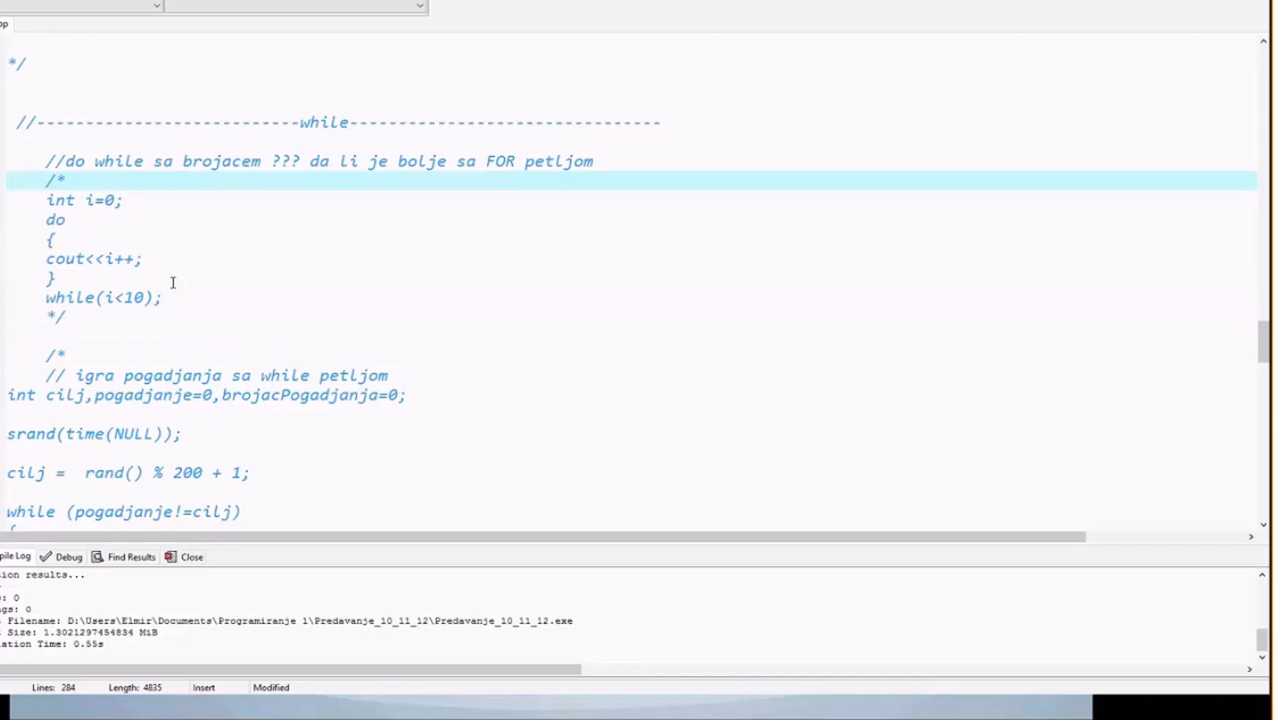 */
//---------------------------while-------------------------------
//do while sa brojacem ??? da li je bolje sa FOR petljom
/*
int i=0;
do
{
cout<<i++;
}
while(i<10);
*/
/*
// igra pogadjanja sa while petljom
int cilj,pogadjanje=0,brojacPogadjanja=0;
srand(time(NULL));
cilj =  rand() % 200 + 1;
while (pogadjanje!=cilj)
{
Log Debug Find Results Close
results...
: 0
: 0
Filename: D:\Users\Elmir\Documents\Programiranje 1\Predavanje_10_11_12\Predavanje_10_11_12.exe
Size: 1.3021297454834 MiB
Time: 0.55s
Lines: 284 Length: 4835 Insert Modified